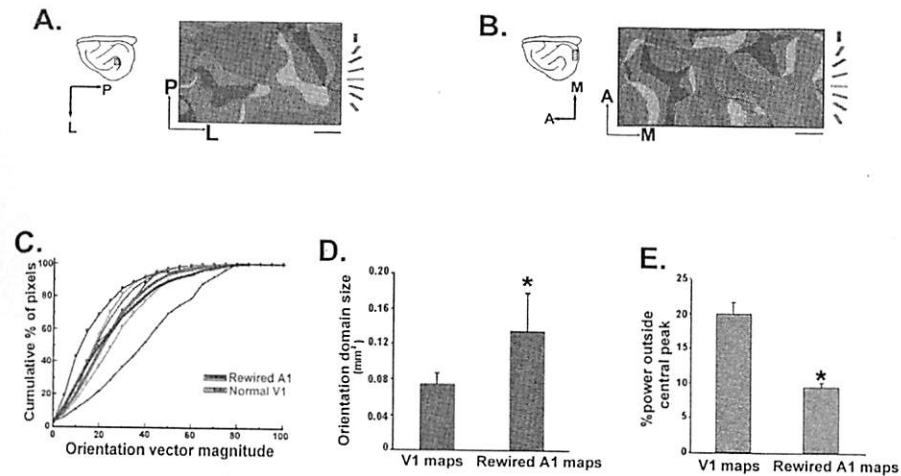 A.
P
L
P
L
B.
M
A
A
M
C.
Cumulative % of pixels
100
80
60
40
20
0
0
20
40
60
80
100
Rewired A1
Normal V1
Orientation vector magnitude
D.
Orientation domain size
(mm²)
0.20
0.16
0.12
0.08
0.04
0
*
V1 maps
Rewired A1 maps
E.
%power outside
central peak
25
20
15
10
5
0
*
V1 maps
Rewired A1 maps